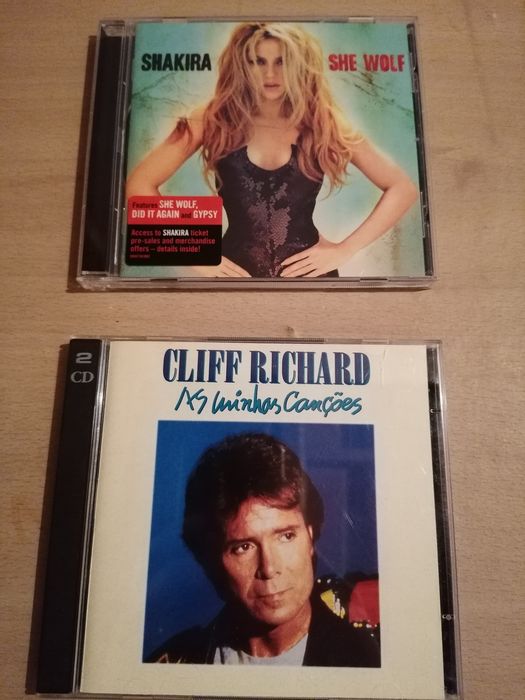 SHAKIRA SHE WOLF
Features SHE WOLF,
DID IT AGAIN and GYPSY
Access to SHAKIRA ticket
pre-sales and merchandise
offers – details inside!
2
CD
CLIFF RICHARD
As Minhas Canções